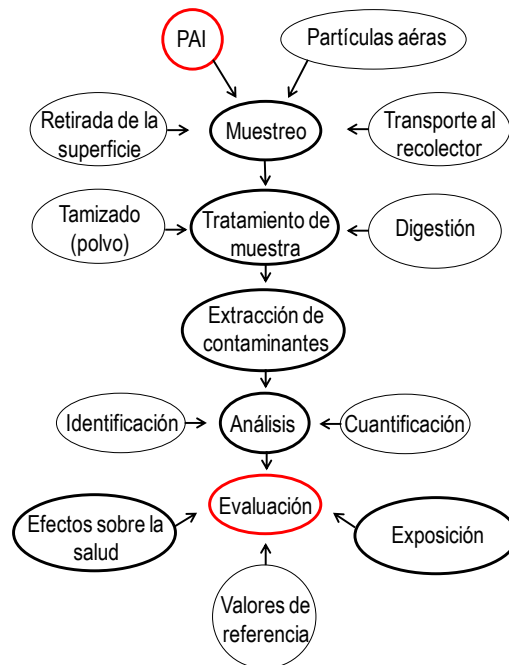 PAI
Partículas aéras
Retirada de la
superficie
Muestreo
Transporte al
recolector
Tamizado
(polvo)
Tratamiento de
muestra
Digestión
Extracción de
contaminantes
Identificación
Análisis
Cuantificación
Efectos sobre la
salud
Evaluación
Exposición
Valores de
referencia